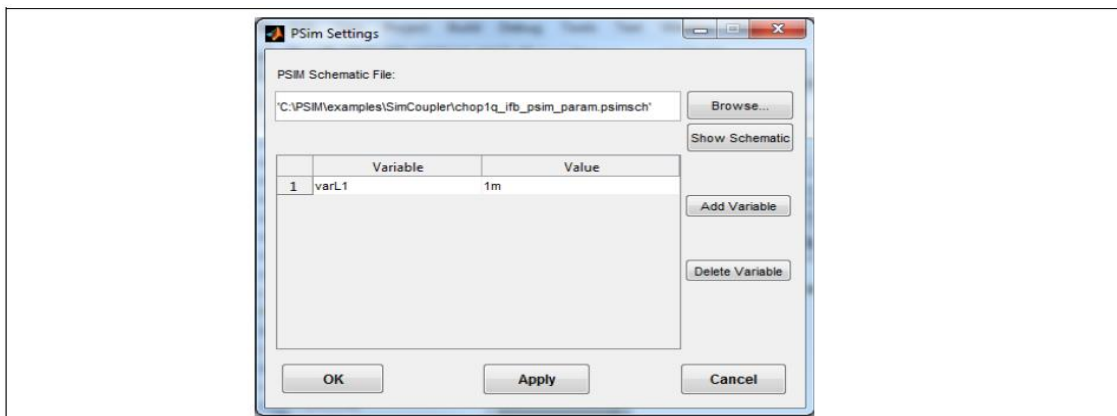 PSim Settings
PSIM Schematic File:
'C:\PSIM\examples\SimCoupler\chop1q_ifb_psim_param.psimsch'
Browse...
Show Schematic
Variable Value
1 varL1 1m
Add Variable
Delete Variable
OK Apply Cancel